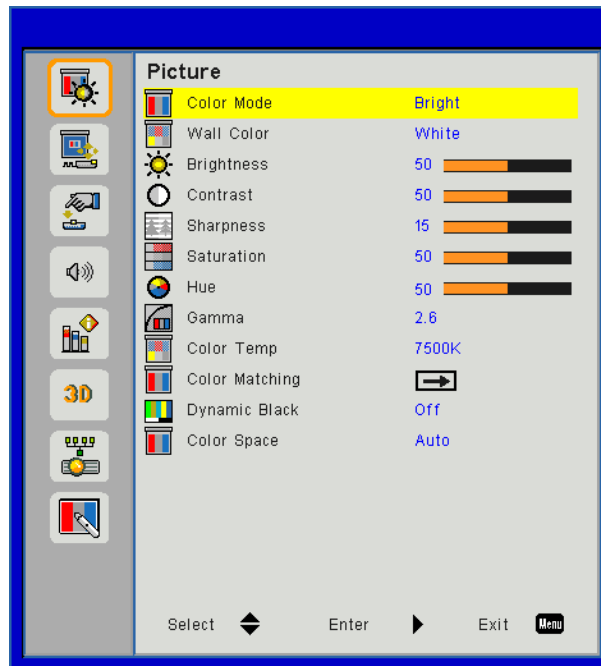 Picture
Color Mode Bright
Wall Color White
Brightness 50
Contrast 50
Sharpness 15
Saturation 50
Hue 50
Gamma 2.6
Color Temp 7500K
3D
Color Matching
Dynamic Black Off
Color Space Auto
Select Enter Exit Menu